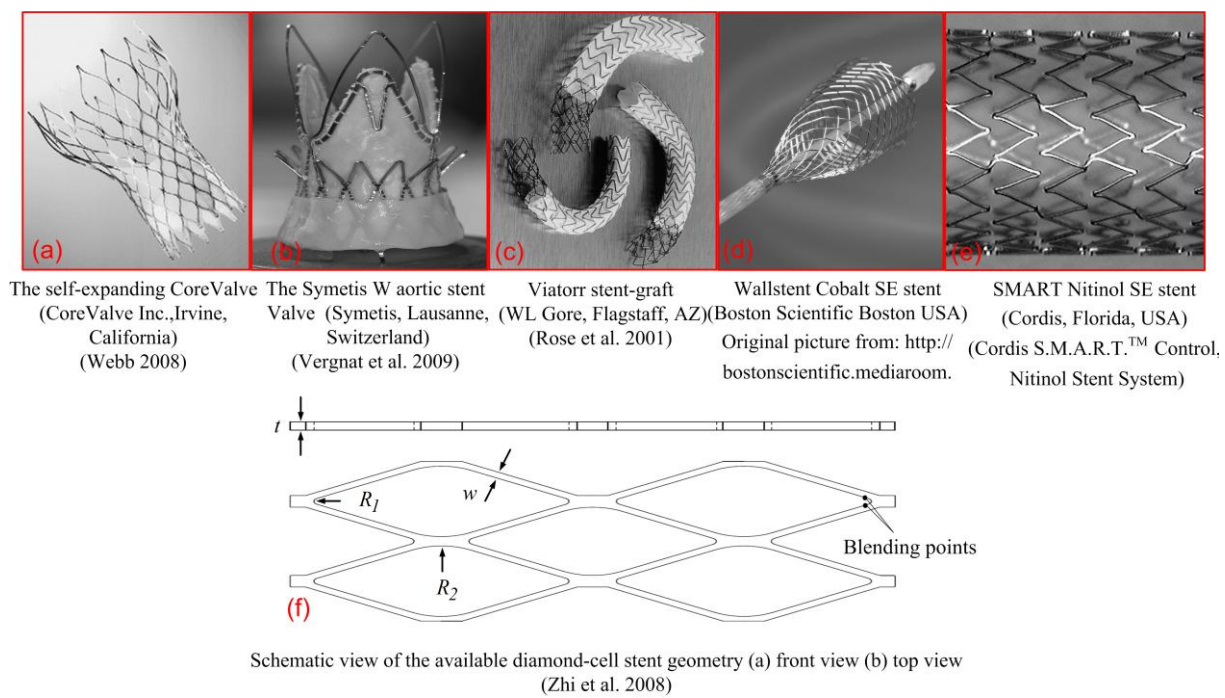 (a)
(b)
(c)
(d)
(e)
The self-expanding CoreValve
(CoreValve Inc.,Irvine,
California)
(Webb 2008)
The Symetis W aortic stent
Valve (Symetis, Lausanne,
Switzerland)
(Vergnat et al. 2009)
Viatorr stent-graft
(WL Gore, Flagstaff, AZ)
(Rose et al. 2001)
Wallstent Cobalt SE stent
(Boston Scientific Boston USA)
Original picture from: http://
bostonscientific.mediaroom.
SMART Nitinol SE stent
(Cordis, Florida, USA)
(Cordis S.M.A.R.T.™ Control,
Nitinol Stent System)
t
w
R1
Blending points
R2
(f)
Schematic view of the available diamond-cell stent geometry (a) front view (b) top view
(Zhi et al. 2008)